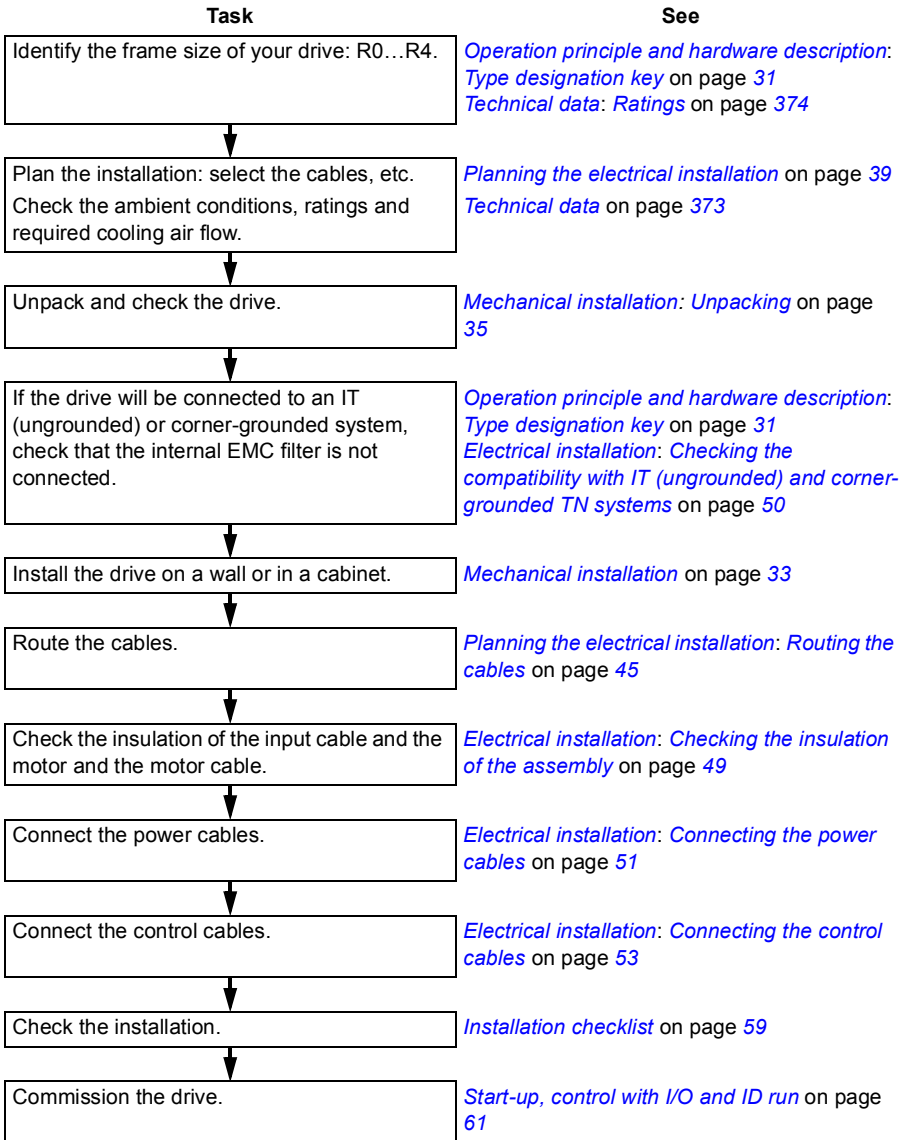 Task
See
Identify the frame size of your drive: R0…R4.
Operation principle and hardware description:
Type designation key on page 31
Technical data: Ratings on page 374
Plan the installation: select the cables, etc.
Check the ambient conditions, ratings and
required cooling air flow.
Planning the electrical installation on page 39
Technical data on page 373
Unpack and check the drive.
Mechanical installation: Unpacking on page
35
If the drive will be connected to an IT
(ungrounded) or corner-grounded system,
check that the internal EMC filter is not
connected.
Operation principle and hardware description:
Type designation key on page 31
Electrical installation: Checking the
compatibility with IT (ungrounded) and corner-
grounded TN systems on page 50
Install the drive on a wall or in a cabinet.
Mechanical installation on page 33
Route the cables.
Planning the electrical installation: Routing the
cables on page 45
Check the insulation of the input cable and the
motor and the motor cable.
Electrical installation: Checking the insulation
of the assembly on page 49
Connect the power cables.
Electrical installation: Connecting the power
cables on page 51
Connect the control cables.
Electrical installation: Connecting the control
cables on page 53
Check the installation.
Installation checklist on page 59
Commission the drive.
Start-up, control with I/O and ID run on page
61